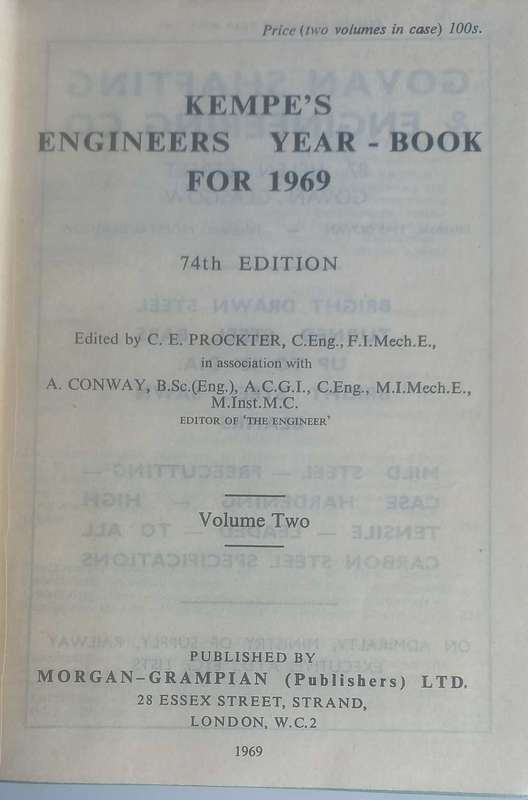 Price (two volumes in case) 100s.
KEMPE'S
ENGINEERS YEAR - BOOK
FOR 1969
74th EDITION
Edited by C. E. PROCKTER, C.Eng., F.I.Mech.E.,
in association with
A. CONWAY, B.Sc.(Eng.), A.C.G.I., C.Eng., M.I.Mech.E.,
M.Inst.M.C.
EDITOR OF 'THE ENGINEER'
Volume Two
PUBLISHED BY
MORGAN-GRAMPIAN (Publishers) LTD.
28 ESSEX STREET, STRAND,
LONDON, W.C.2
1969